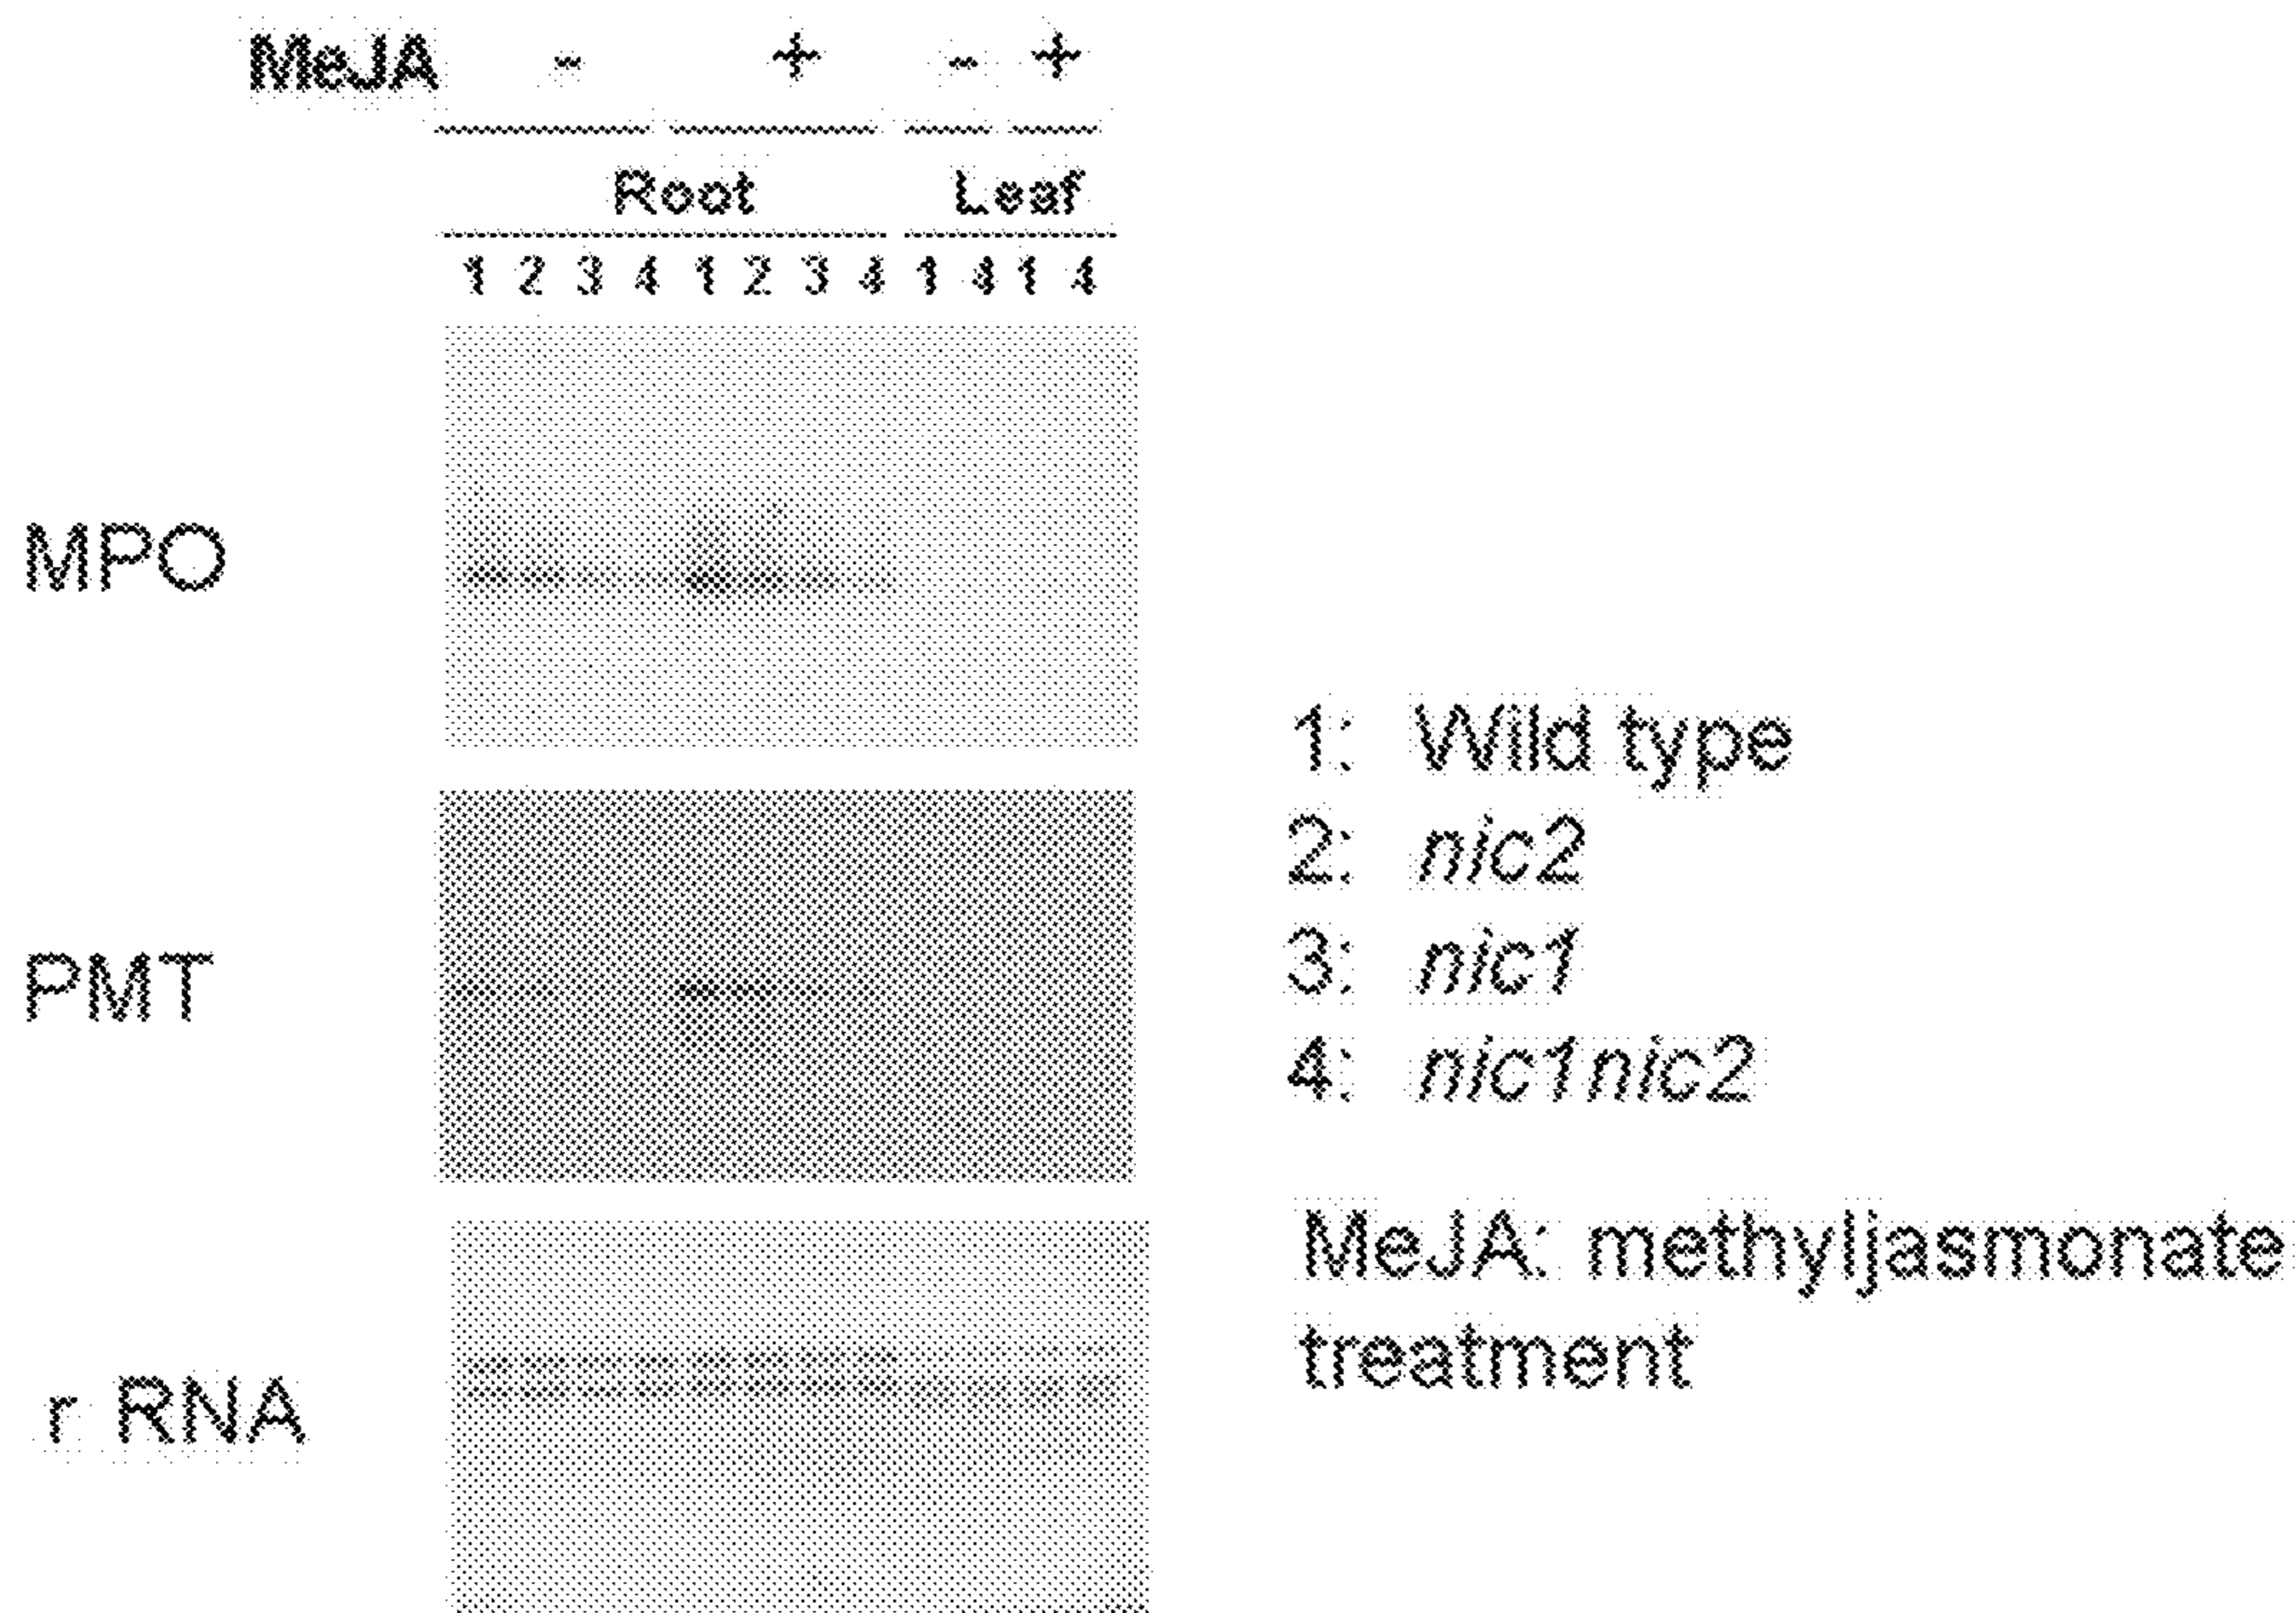 MeJA - + - +
Root Leaf
1 2 3 4 1 2 3 4 1 4 1 4
MPO
PMT
r RNA
1: Wild type
2: nic2
3: nic1
4: nic1nic2
MeJA: methyljasmonate
treatment